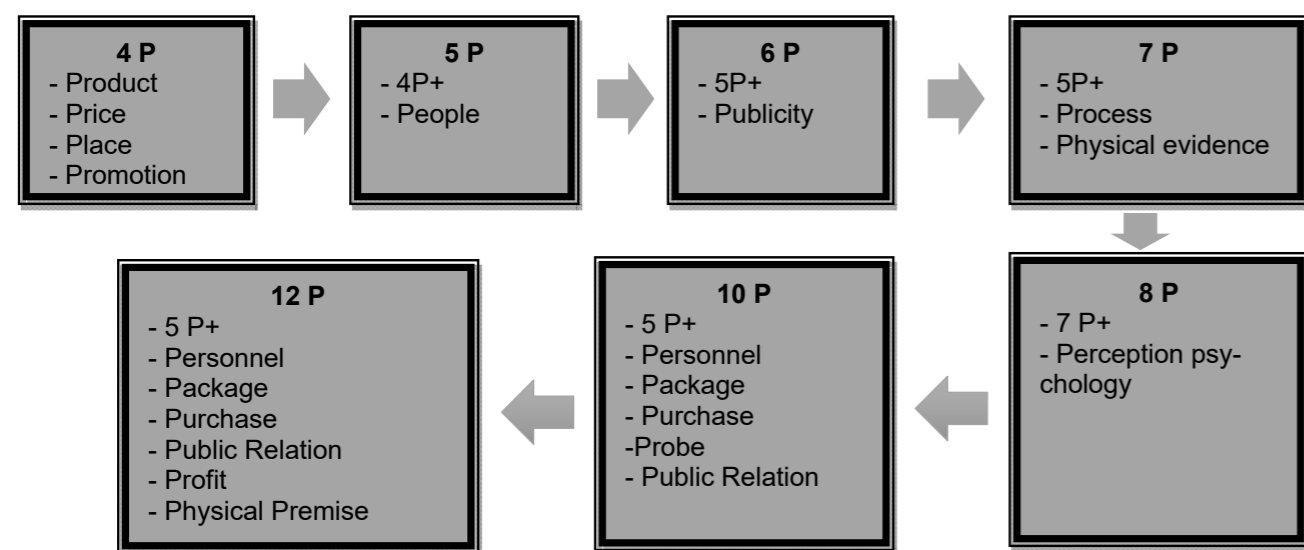 4 P
- Product
- Price
- Place
- Promotion
5 P
- 4P+
- People
6 P
- 5P+
- Publicity
7 P
- 5P+
- Process
- Physical evidence
8 P
- 7 P+
- Perception psy-
chology
10 P
- 5 P+
- Personnel
- Package
- Purchase
-Probe
- Public Relation
12 P
- 5 P+
- Personnel
- Package
- Purchase
- Public Relation
- Profit
- Physical Premise